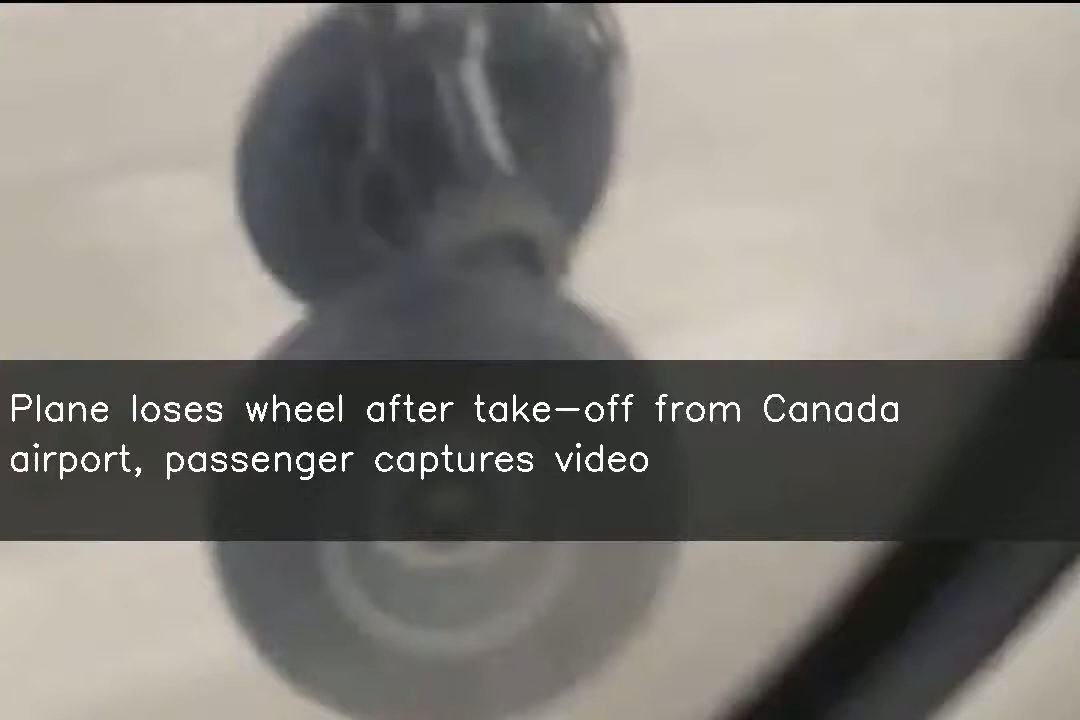 Plane loses wheel after take-off from Canada
airport, passenger captures video